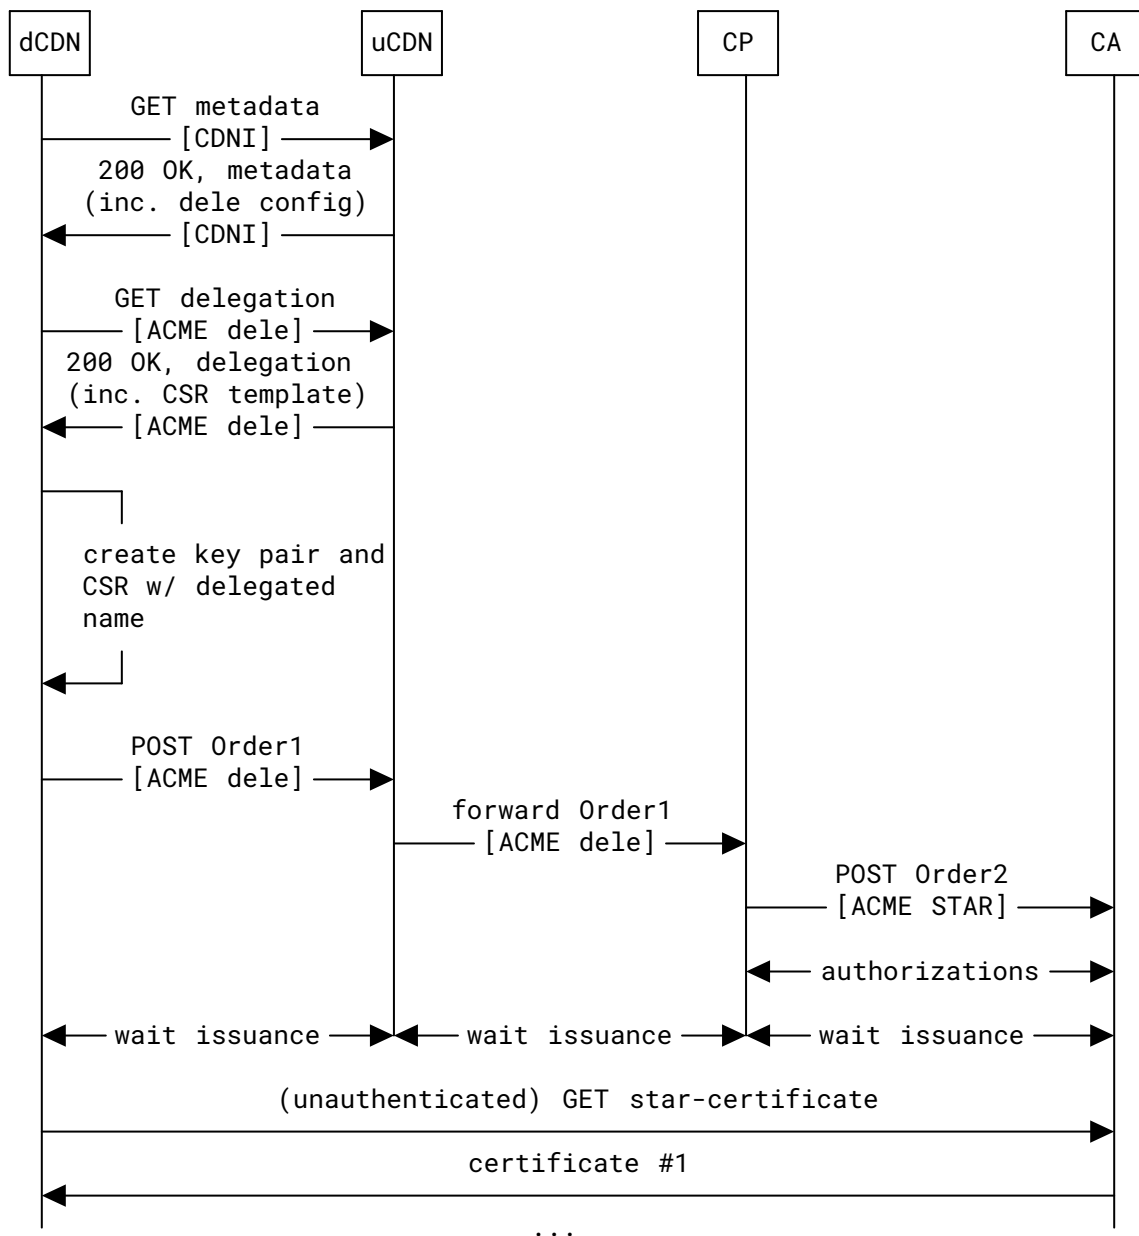 dCDN uCDN CP CA
GET metadata
[CDNI]
200 OK, metadata
(inc. dele config)
[CDNI]
GET delegation
[ACME dele]
200 OK, delegation
(inc. CSR template)
[ACME dele]
create key pair and
CSR w/ delegated
name
POST Order1
[ACME dele]
forward Order1
[ACME dele]
POST Order2
[ACME STAR]
authorizations
wait issuance wait issuance wait issuance
(unauthenticated) GET star-certificate
certificate #1
...